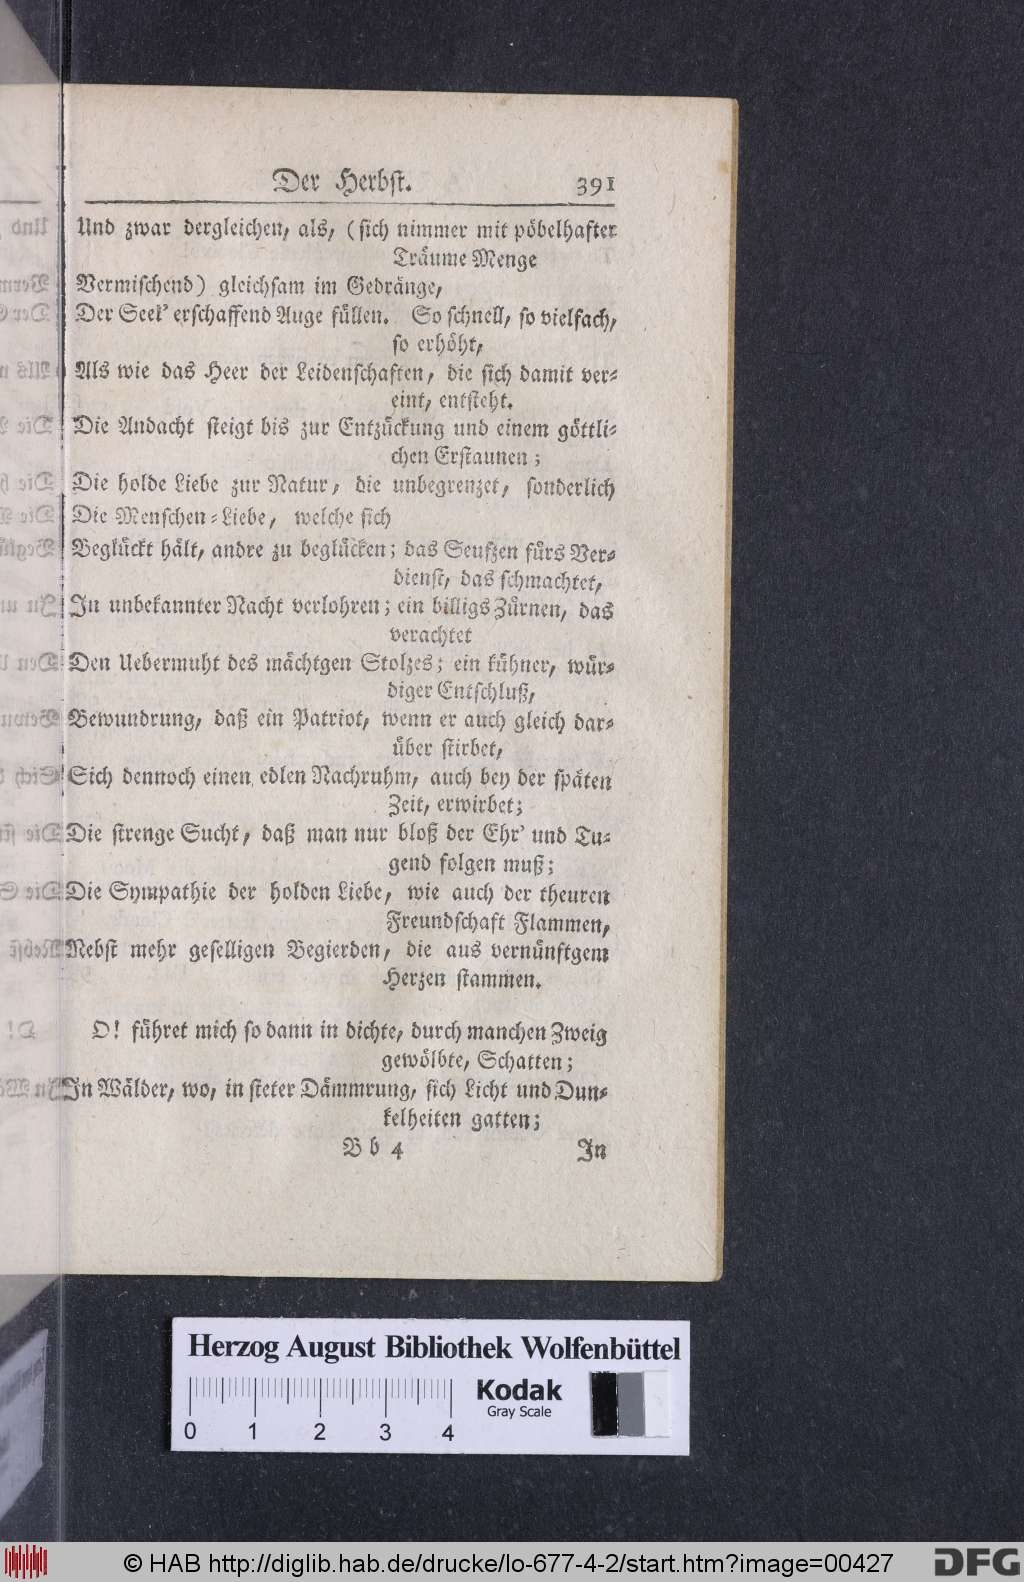 Der Herbst. 391
Und zwar dergleichen, als, (sich nimmer mit pöbelhafter
Träume Menge
Vermischend) gleichsam im Gedränge,
Der Seel' erschaffend Auge füllen. So schnell, so vielfach,
so erhöht,
Als wie das Heer der Leidenschaften, die sich damit ver-
eint, entsteht.
Die Andacht steigt bis zur Entzückung und einem göttli-
chen Erstaunen;
Die holde Liebe zur Natur, die unbegrenzet, sonderlich
Die Menschen-Liebe, welche sich
Beglückt hält, andre zu beglücken; das Seufzen fürs Ver-
dienst, das schmachtet,
In unbekannter Nacht verlohren; ein billigs Zürnen, das
verachtet
Den Uebermuht des mächtgen Stolzes; ein kühner, wür-
diger Entschluß,
Bewundrung, daß ein Patriot, wenn er auch gleich dar-
über stirbet,
Sich dennoch einen edlen Nachruhm, auch bey der späten
Zeit, erwirbet;
Die strenge Sucht, daß man nur bloß der Ehr' und Tu-
gend folgen muß;
Die Sympathie der holden Liebe, wie auch der theuren
Freundschaft Flammen,
Nebst mehr geselligen Begierden, die aus vernünftgem
Herzen stammen.
O! führet mich so dann in dichte, durch manchen Zweig
gewölbte, Schatten;
In Wälder, wo, in steter Dämmrung, sich Licht und Dun-
kelheiten gatten;
B b 4 In
Herzog August Bibliothek Wolfenbüttel
Kodak
Gray Scale
0 1 2 3 4
© HAB http://diglib.hab.de/drucke/lo-677-4-2/start.htm?image=00427
DFG